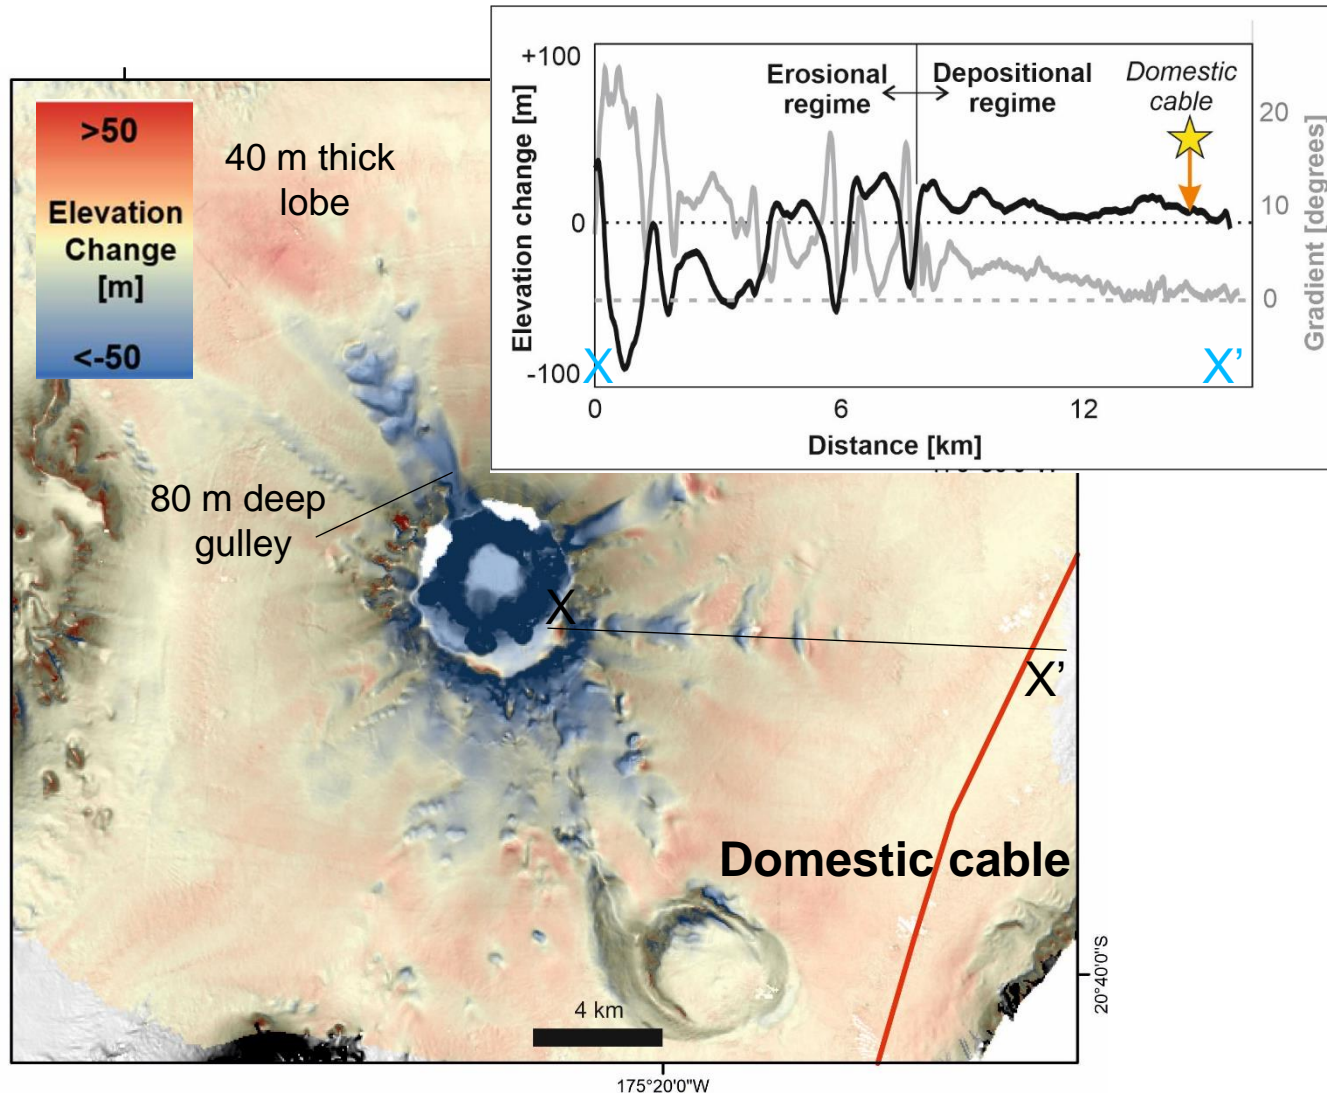 +100
0
-100
Elevation change [m]
Erosional
regime
Depositional
regime
Domestic
cable
20
10
0
Gradient [degrees]
X
X’
0
6
12
Distance [km]
>50
Elevation
Change
[m]
<-50
40 m thick
lobe
80 m deep
gulley
X
X’
Domestic cable
4 km
20°40'0"S
175°20'0"W